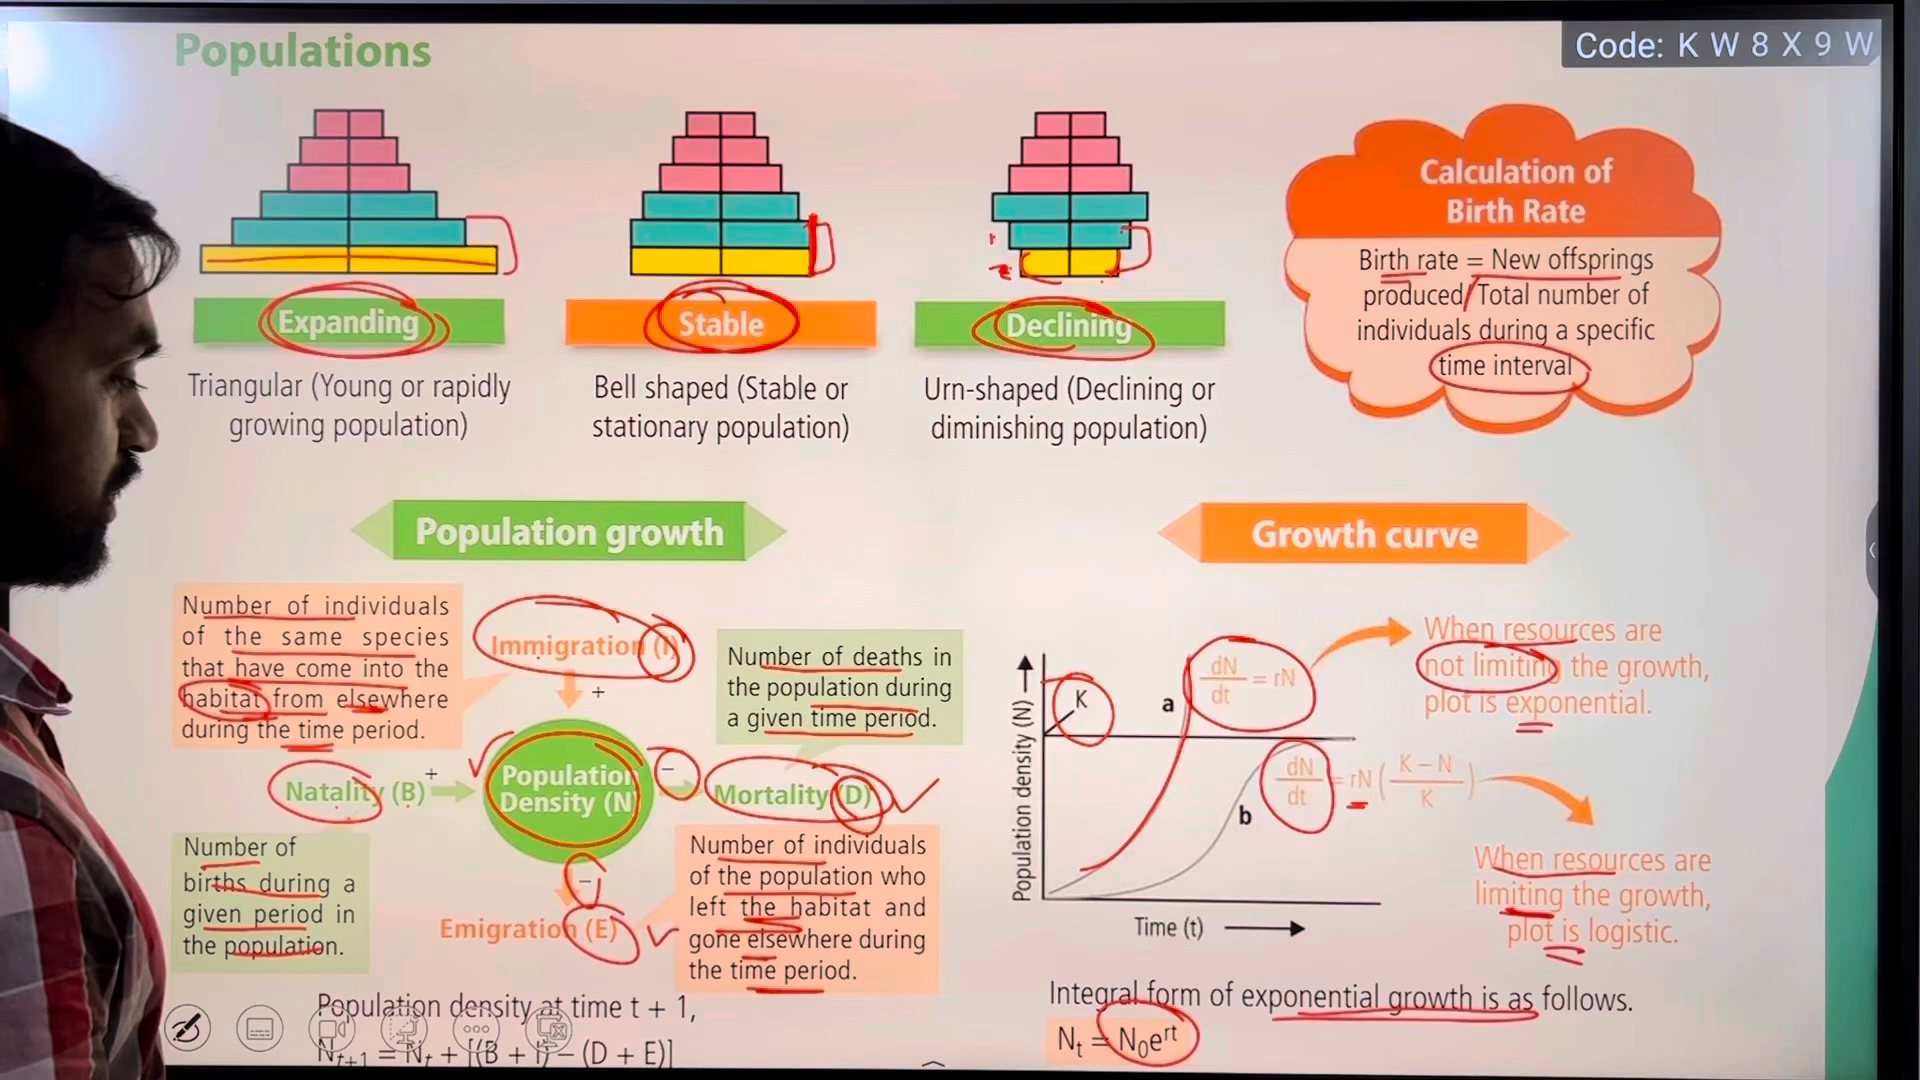 Populations
Code: K W 8 X 9 W
Expanding
Triangular (Young or rapidly
growing population)
Stable
Bell shaped (Stable or
stationary population)
Declining
Urn-shaped (Declining or
diminishing population)
Calculation of
Birth Rate
Birth rate = New offsprings
produced/Total number of
individuals during a specific
time interval
Population growth
Number of individuals
of the same species
that have come into the
habitat from elsewhere
during the time period.
Immigration (I)
+
Number of deaths in
the population during
a given time period.
Natality (B)
+
Population
Density (N)
−
Mortality (D)
Number of
births during a
given period in
the population.
−
Emigration (E)
Number of individuals
of the population who
left the habitat and
gone elsewhere during
the time period.
Population density at time t + 1,
Nt+1 = Nt + [(B + I) − (D + E)]
Growth curve
Population density (N)
K
a
dN/dt = rN
When resources are
not limiting the growth,
plot is exponential.
b
dN/dt = rN (K − N/K)
When resources are
limiting the growth,
plot is logistic.
Time (t)
Integral form of exponential growth is as follows.
Nt = N0ert